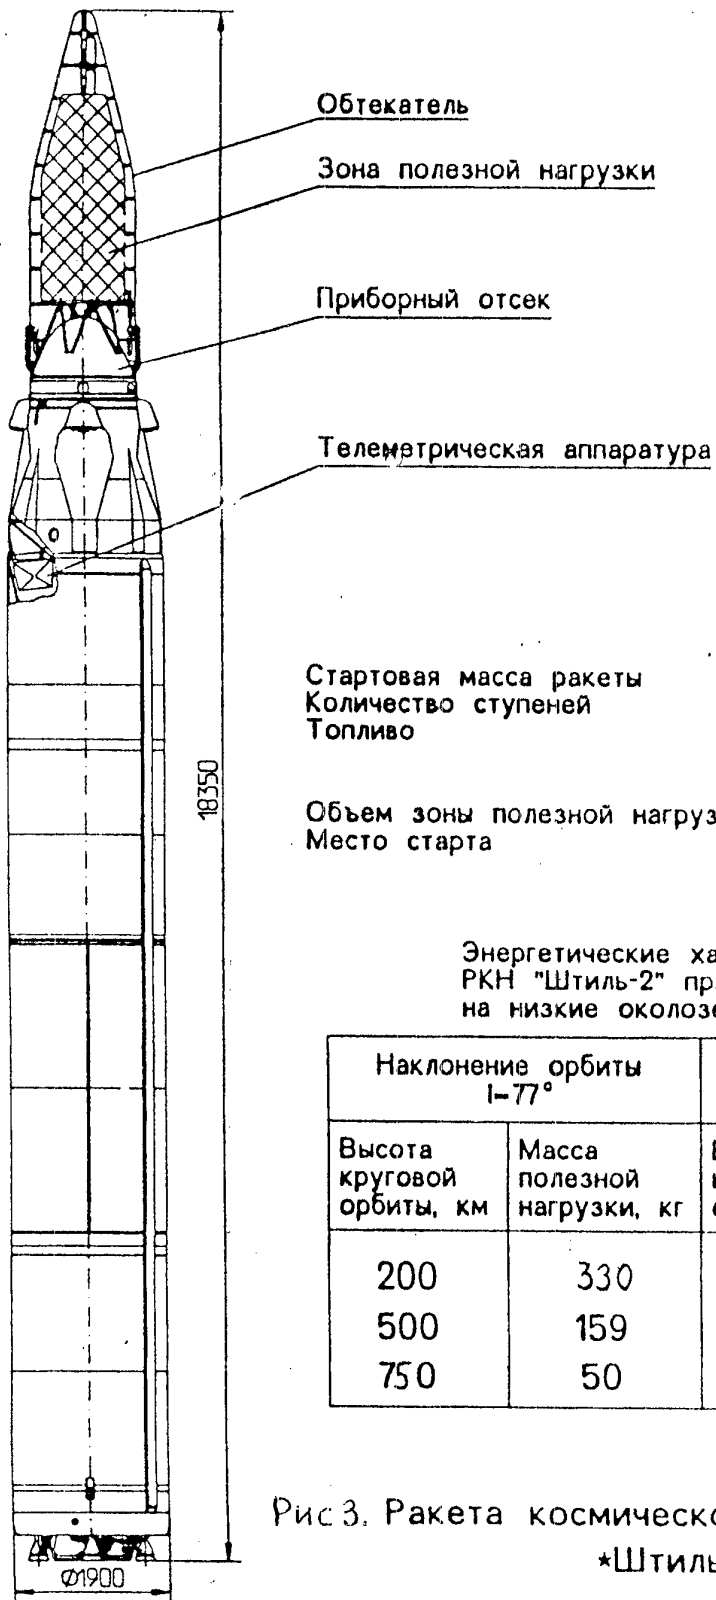 Обтекатель
Зона полезной нагрузки
Приборный отсек
Телеметрическая аппаратура
18350
Стартовая масса ракеты
Количество ступеней
Топливо
Объем зоны полезной нагруз
Место старта
Энергетические ха
РКН "Штиль-2" пр
на низкие околозе
Наклонение орбиты
i-77°
Высота
круговой
орбиты, км
Масса
полезной
нагрузки, кг
200 330
500 159
750 50
Рис 3. Ракета космическо
*Штиль
Ø1900